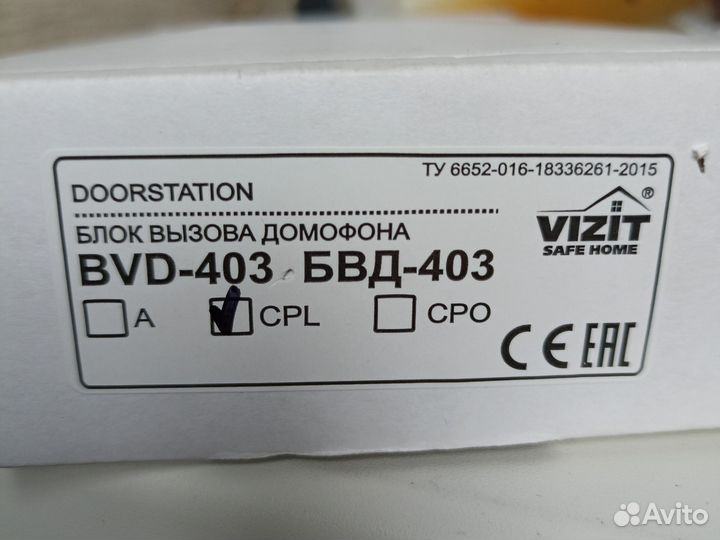 ТУ 6652-016-18336261-2015
DOORSTATION
VIZIT®
SAFE HOME
БЛОК ВЫЗОВА ДОМОФОНА
BVD-403 БВД-403
A CPL CPO
CE EAC
Avito